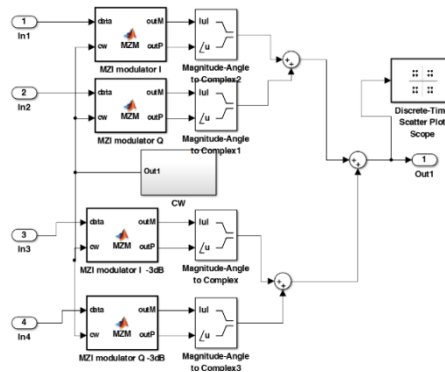 1
In1
data
outM
cw
MZM
outP
MZI modulator I
|u|
∠u
Magnitude-Angle
to Complex2
2
In2
data
outM
cw
MZM
outP
MZI modulator Q
|u|
∠u
Magnitude-Angle
to Complex1
Out1
CW
Discrete-Time
Scatter Plot
Scope
1
Out1
3
In3
data
outM
cw
MZM
outP
MZI modulator I -3dB
|u|
∠u
Magnitude-Angle
to Complex
4
In4
data
outM
cw
MZM
outP
MZI modulator Q -3dB
|u|
∠u
Magnitude-Angle
to Complex3